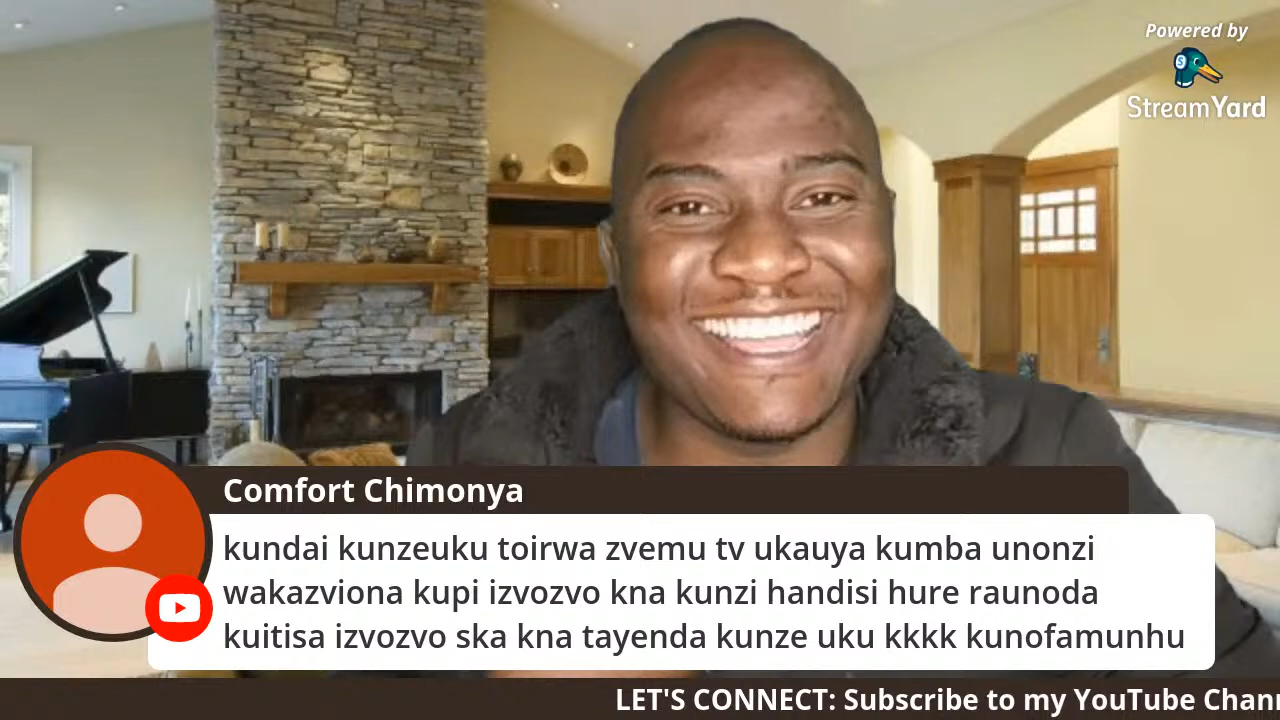 Powered by
StreamYard
Comfort Chimonya
kundai kunzeuku toirwa zvemu tv ukauya kumba unonzi
wakazviona kupi izvozvo kna kunzi handisi hure raunoda
kuitisa izvozvo ska kna tayenda kunze uku kkkk kunofamunhu
LET'S CONNECT: Subscribe to my YouTube Chan